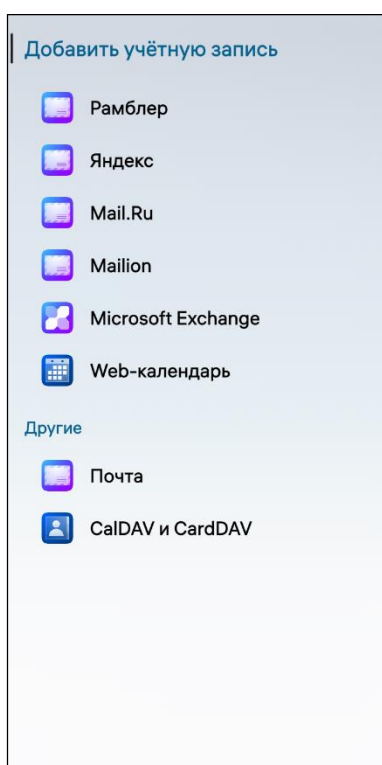 Добавить учётную запись
Рамблер
Яндекс
Mail.Ru
Mailion
Microsoft Exchange
Web-календарь
Другие
Почта
CalDAV и CardDAV